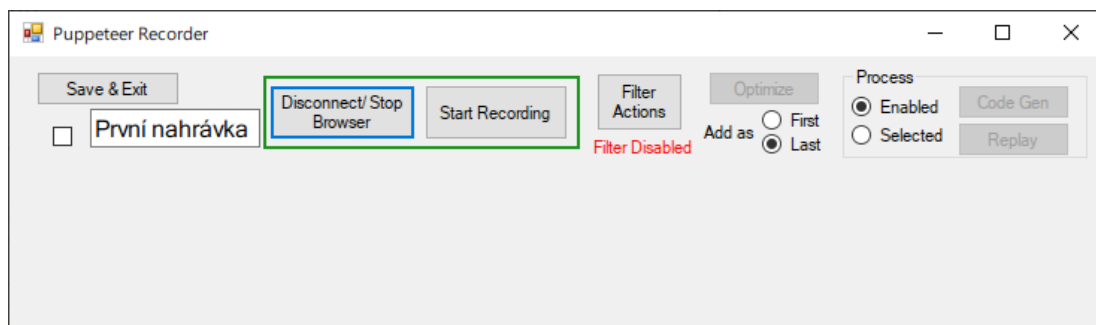 Puppeteer Recorder
Save & Exit
První nahrávka
Disconnect/ Stop
Browser
Start Recording
Filter
Actions
Filter Disabled
Optimize
Add as
First
Last
Process
Enabled
Selected
Code Gen
Replay